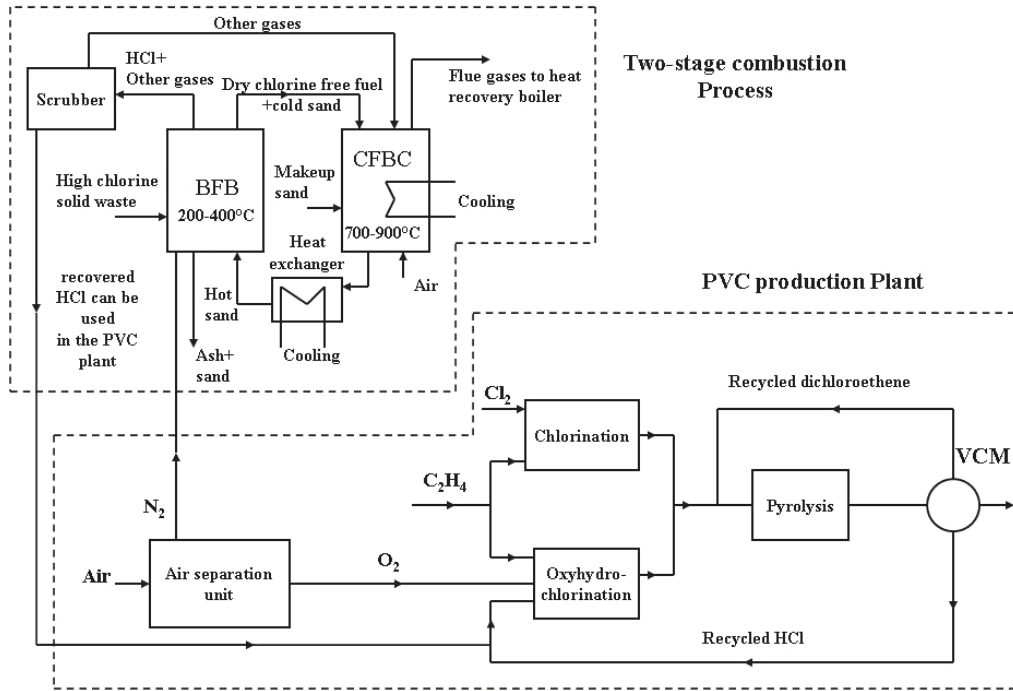 Other gases
HCl+
Other gases
Scrubber
Dry chlorine free fuel
+cold sand
Flue gases to heat
recovery boiler
Two-stage combustion
Process
High chlorine
solid waste
BFB
200-400°C
Makeup
sand
CFBC
700-900°C
Cooling
Heat
exchanger
Air
Hot
sand
Cooling
Ash+
sand
recovered
HCl can be
used
in the PVC
plant
PVC production Plant
Cl₂
Chlorination
Recycled dichloroethene
C₂H₄
Pyrolysis
VCM
N₂
Air
Air separation
unit
O₂
Oxyhydro-
chlorination
Recycled HCl